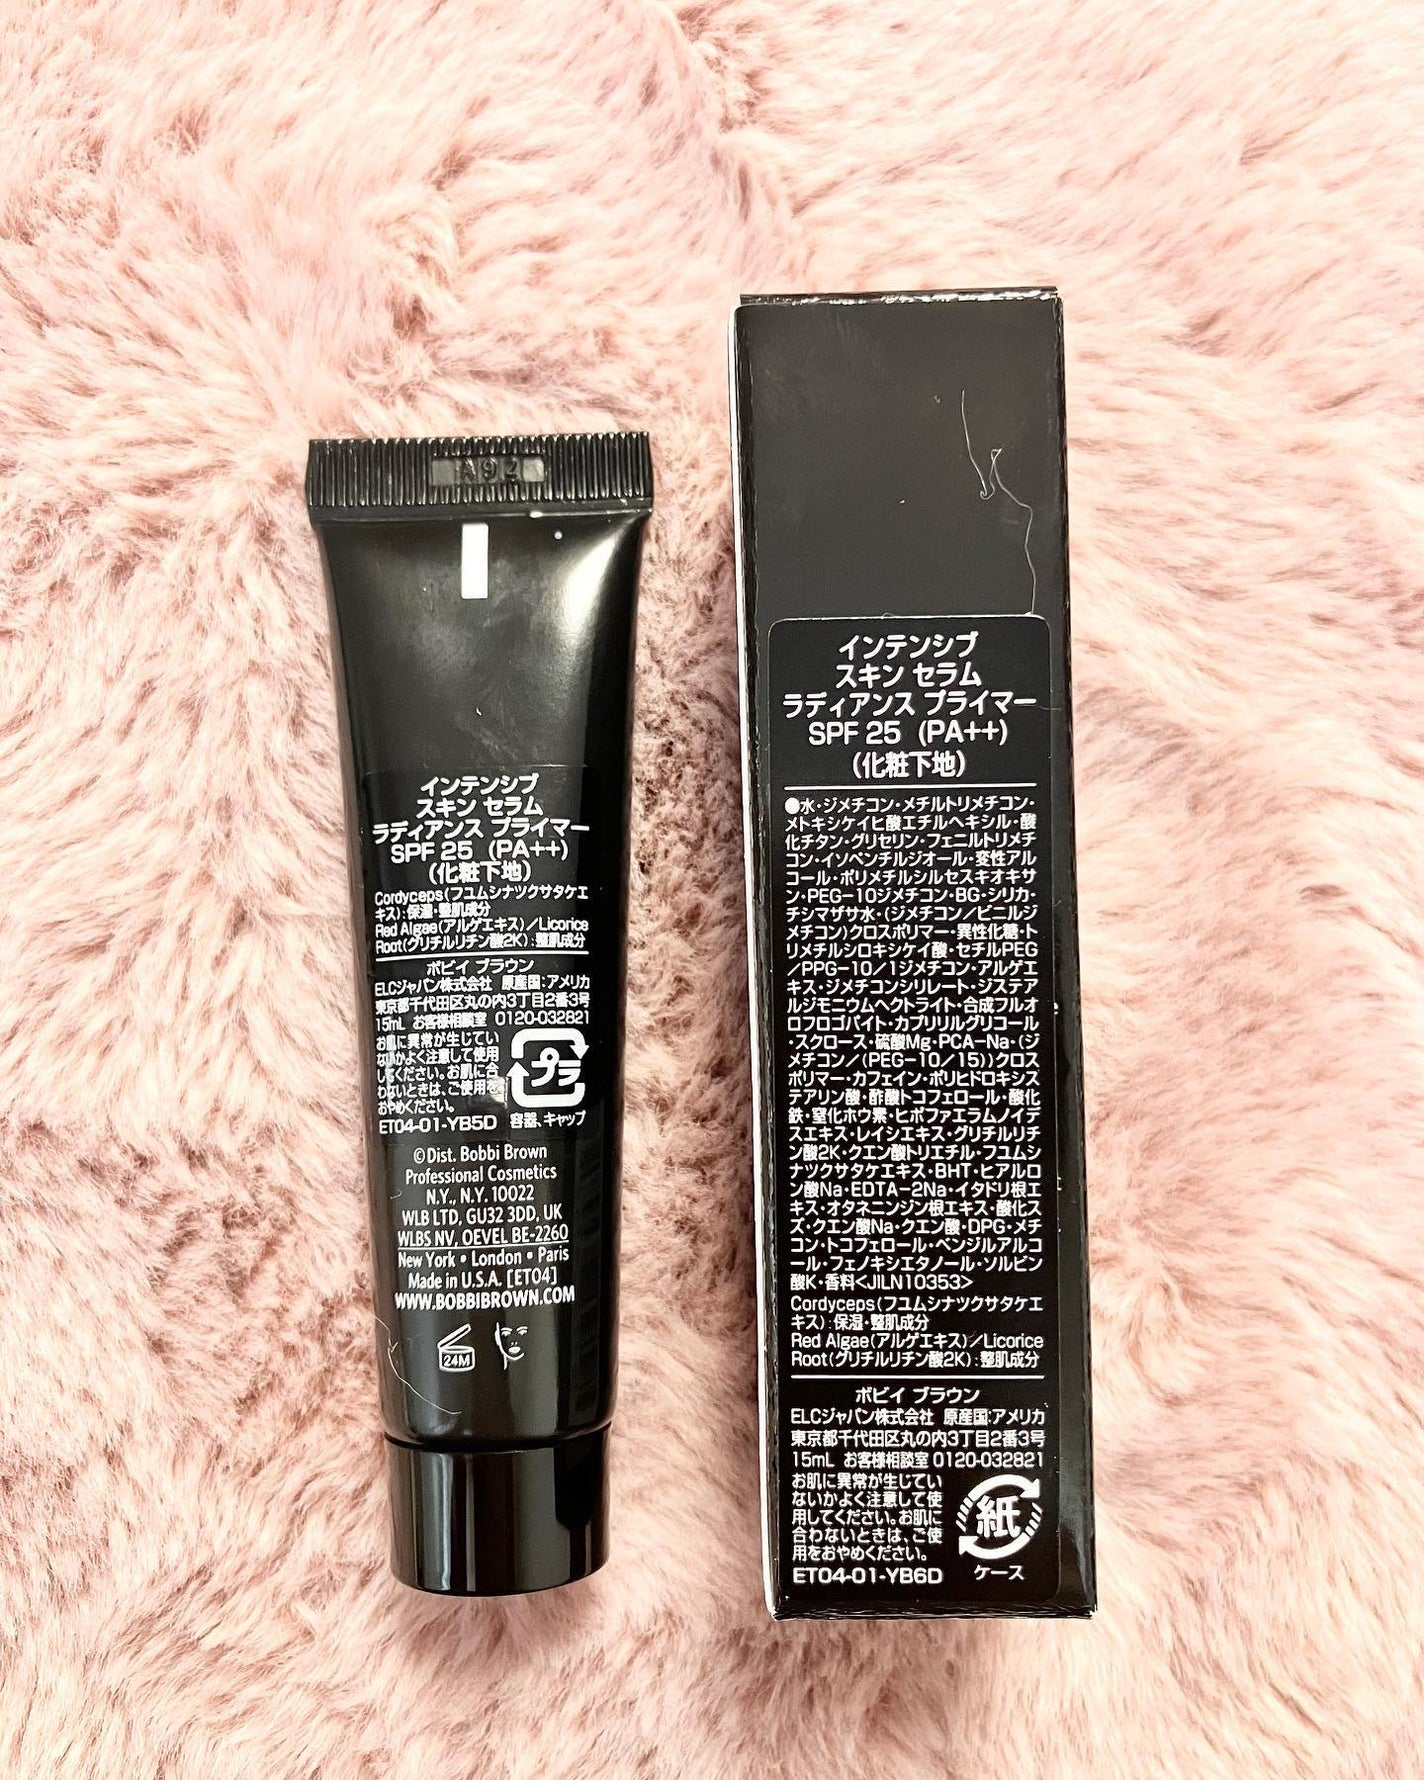 A92
インテンシブ
スキン セラム
ラディアンス プライマー
SPF 25 (PA++)
(化粧下地)
Cordyceps(フユムシナツクサタケエ
キス):保湿・整肌成分
Red Algae(アルゲエキス)/Licorice
Root(グリチルリチン酸2K):整肌成分
ボビイ ブラウン
ELCジャパン株式会社 原産国:アメリカ
東京都千代田区丸の内3丁目2番3号
15mL お客様相談室 0120-032821
お肌に異常が生じてい
ないかよく注意して使用
してください。お肌に合
わないときは、ご使用を
おやめください。
プラ
容器、キャップ
ET04-01-YB5D
©Dist. Bobbi Brown
Professional Cosmetics
N.Y., N.Y. 10022
WLB LTD, GU32 3DD, UK
WLBS NV, OEVEL BE-2260
New York • London • Paris
Made in U.S.A. [ET04]
WWW.BOBBIBROWN.COM
24M
インテンシブ
スキン セラム
ラディアンス プライマー
SPF 25 (PA++)
(化粧下地)
●水・ジメチコン・メチルトリメチコン・
メトキシケイヒ酸エチルヘキシル・酸
化チタン・グリセリン・フェニルトリメチ
コン・イソペンチルジオール・変性アル
コール・ポリメチルシルセスキオキサ
ン・PEG-10ジメチコン・BG・シリカ・
チシマザサ水・(ジメチコン/ビニルジ
メチコン)クロスポリマー・異性化糖・ト
リメチルシロキシケイ酸・セチルPEG
/PPG-10/1ジメチコン・アルゲエ
キス・ジメチコンシリレート・ジステア
ルジモニウムヘクトライト・合成フルオ
ロフロゴパイト・カプリリルグリコール
・スクロース・硫酸Mg・PCA-Na・(ジ
メチコン/(PEG-10/15))クロス
ポリマー・カフェイン・ポリヒドロキシス
テアリン酸・酢酸トコフェロール・酸化
鉄・窒化ホウ素・ヒポファエラムノイデ
スエキス・レイシエキス・グリチルリチ
ン酸2K・クエン酸トリエチル・フユムシ
ナツクサタケエキス・BHT・ヒアルロ
ン酸Na・EDTA-2Na・イタドリ根エ
キス・オタネニンジン根エキス・酸化ス
ズ・クエン酸Na・クエン酸・DPG・メチ
コン・トコフェロール・ベンジルアルコ
ール・フェノキシエタノール・ソルビン
酸K・香料<JILN10353>
Cordyceps(フユムシナツクサタケエ
キス):保湿・整肌成分
Red Algae(アルゲエキス)/Licorice
Root(グリチルリチン酸2K):整肌成分
ボビイ ブラウン
ELCジャパン株式会社 原産国:アメリカ
東京都千代田区丸の内3丁目2番3号
15mL お客様相談室 0120-032821
お肌に異常が生じてい
ないかよく注意して使
用してください。お肌に
合わないときは、ご使
用をおやめください。
紙
ケース
ET04-01-YB6D